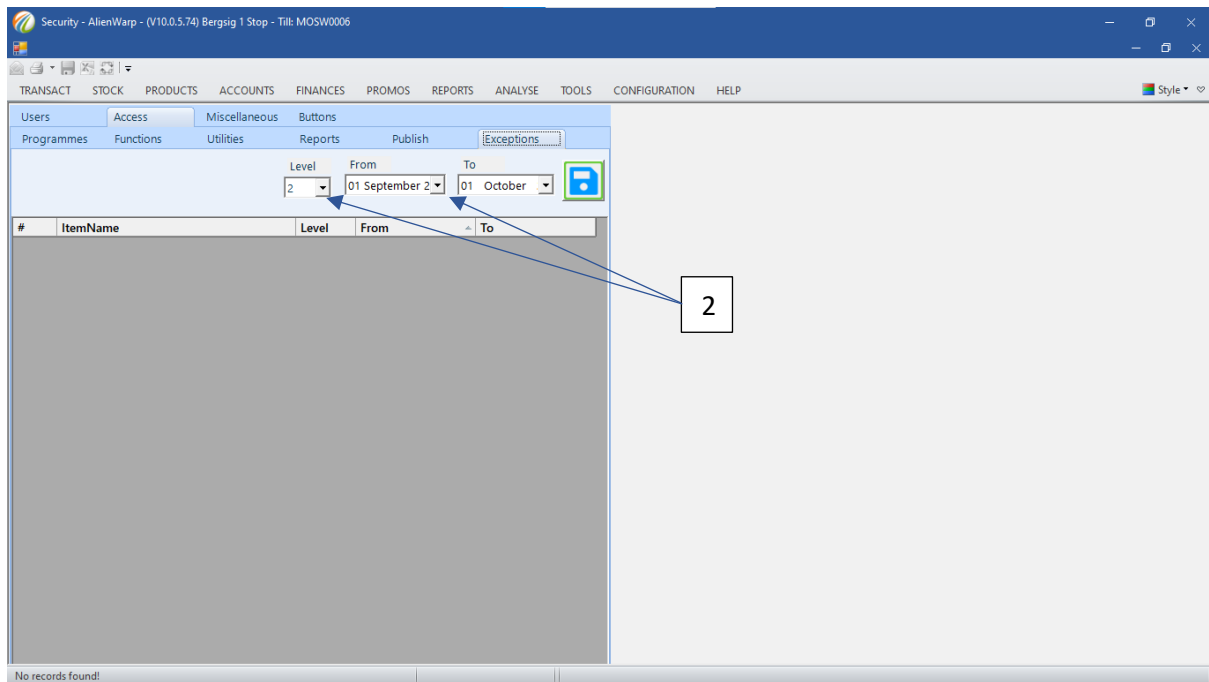 Security - AlienWarp - (V10.0.5.74) Bergsig 1 Stop - Till: MOSW0006
TRANSACT STOCK PRODUCTS ACCOUNTS FINANCES PROMOS REPORTS ANALYSE TOOLS CONFIGURATION HELP Style
Users Access Miscellaneous Buttons
Programmes Functions Utilities Reports Publish Exceptions
Level From To
2 01 September 2 01 October
# ItemName Level From To
2
No records found!